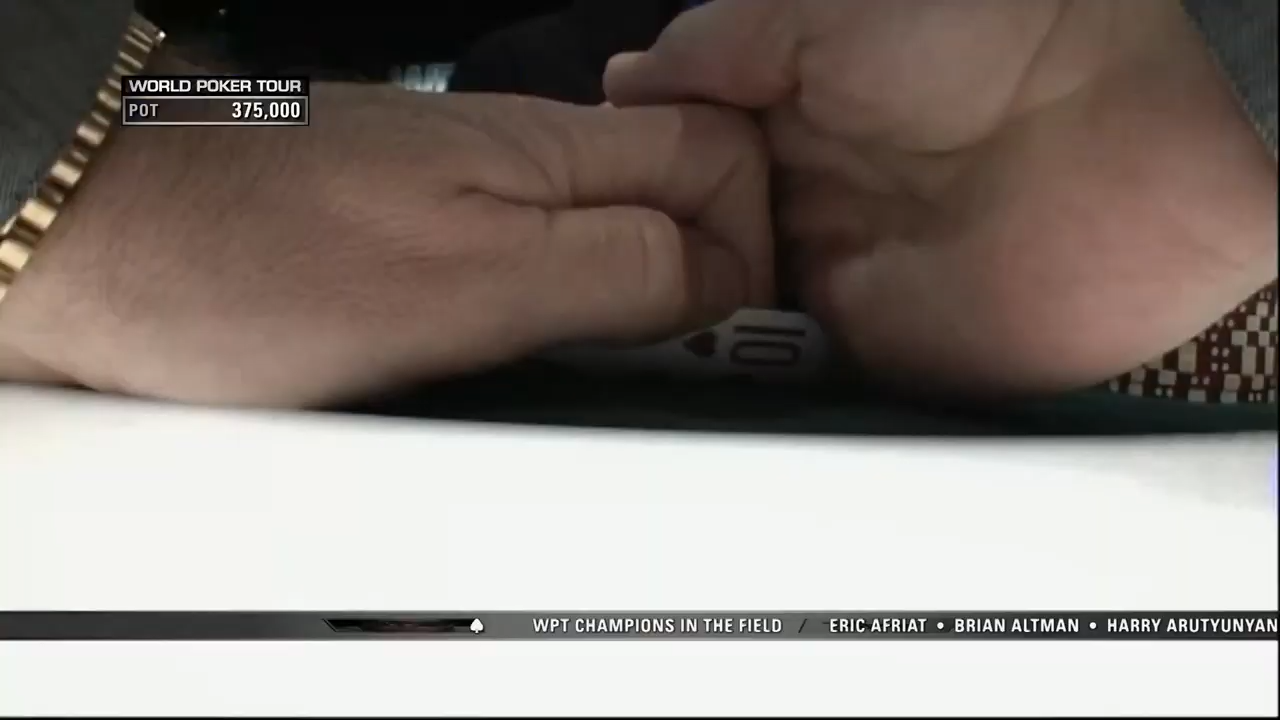 WORLD POKER TOUR
POT 375,000
10
WPT CHAMPIONS IN THE FIELD / ERIC AFRIAT • BRIAN ALTMAN • HARRY ARUTYUNYAN